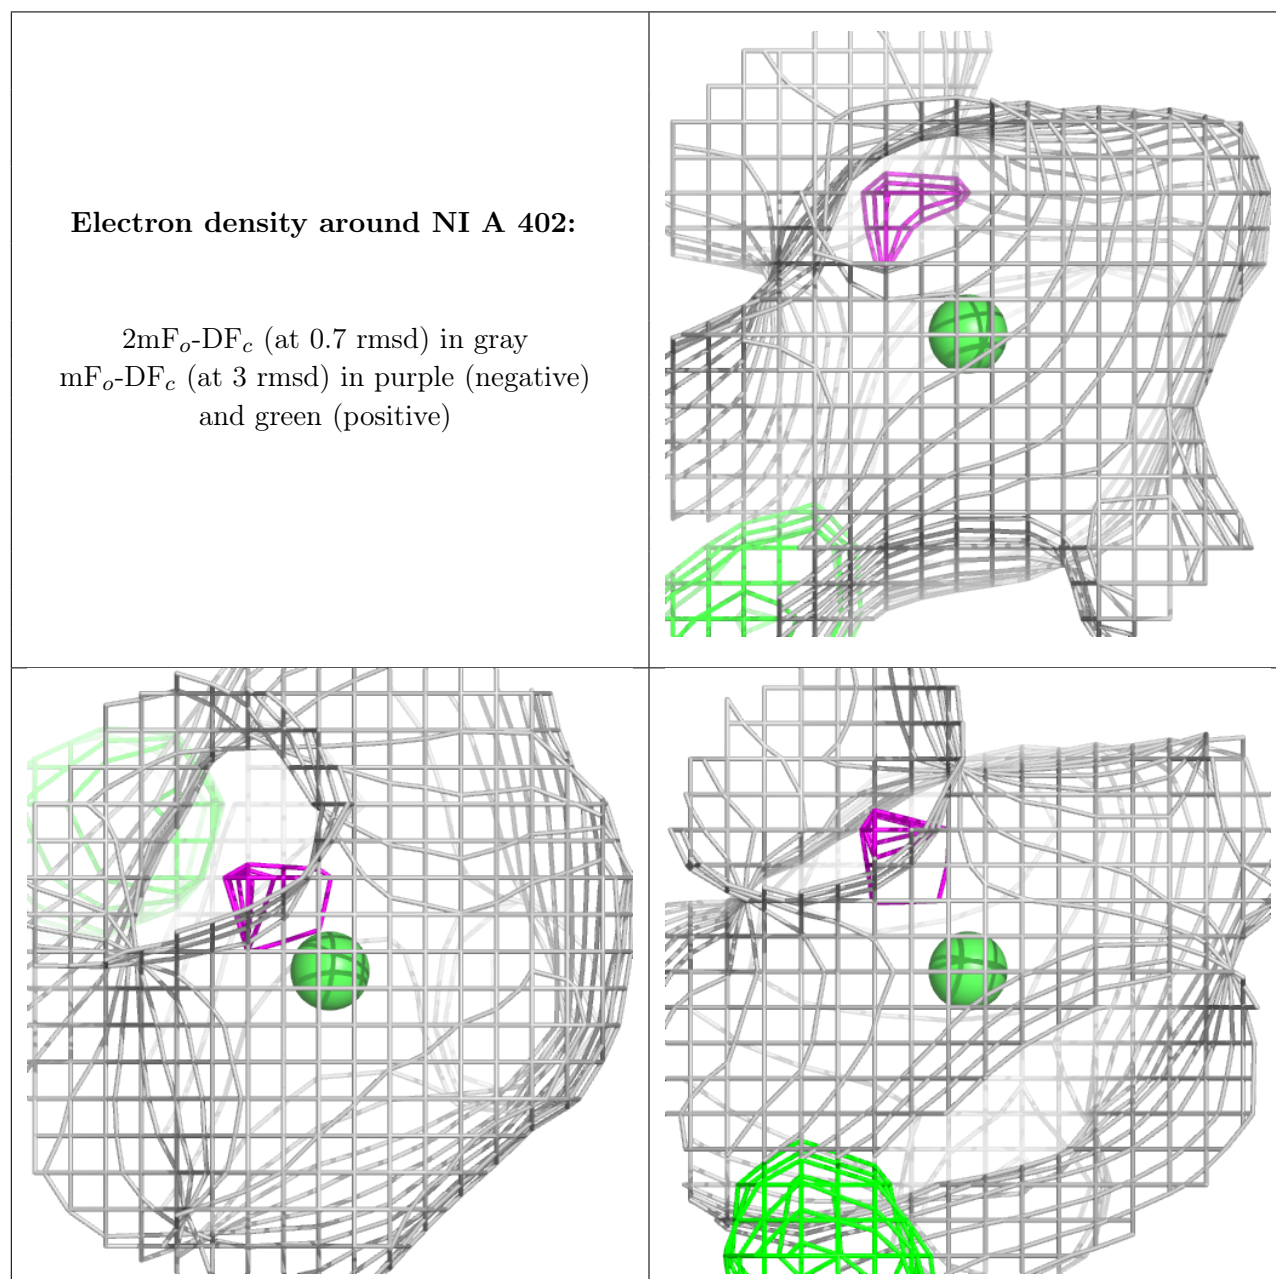 Electron density around NI A 402:
2mFo-DFc (at 0.7 rmsd) in gray
mFo-DFc (at 3 rmsd) in purple (negative)
and green (positive)